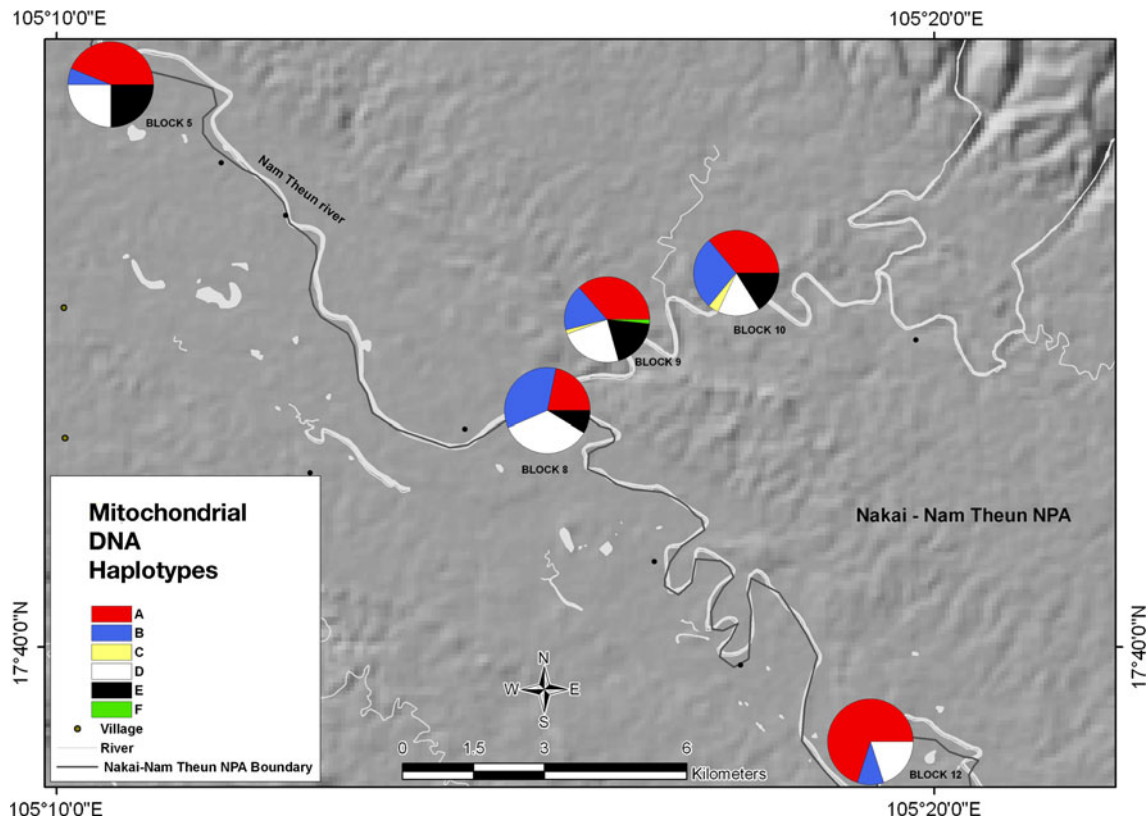 105°10'0"E
105°20'0"E
BLOCK 5
Nam Theun river
BLOCK 10
BLOCK 9
BLOCK 8
Nakai - Nam Theun NPA
Mitochondrial
DNA
Haplotypes
A
B
C
D
E
F
Village
River
Nakai-Nam Theun NPA Boundary
17°40'0"N
17°40'0"N
N
W
E
S
0
1.5
3
6
Kilometers
BLOCK 12
105°10'0"E
105°20'0"E